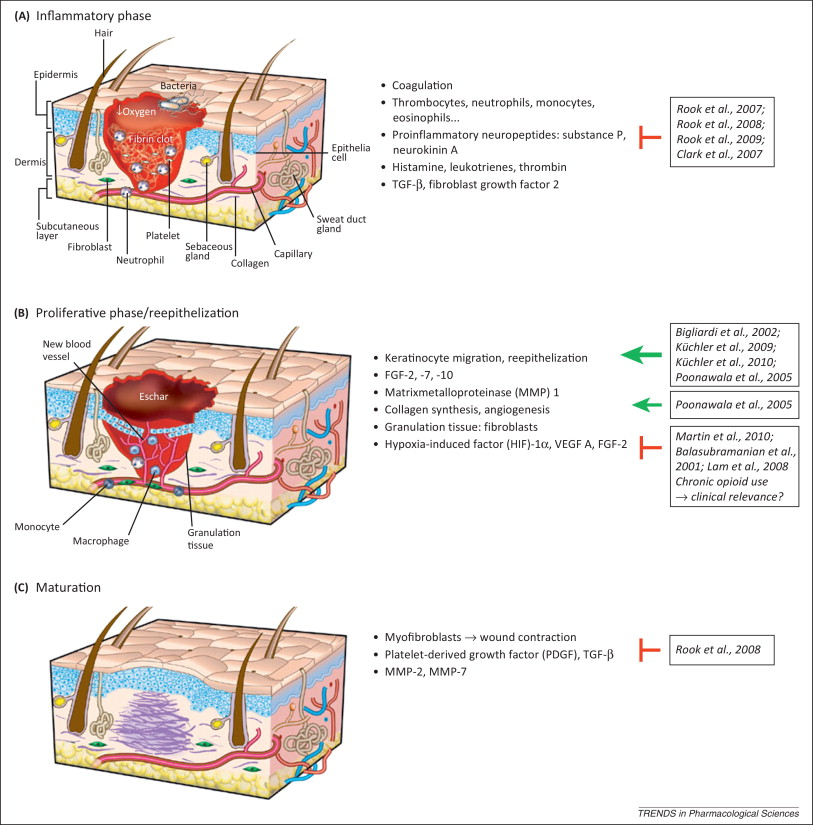 (A) Inflammatory phase
Hair
Epidermis
Bacteria
↓Oxygen
Fibrin clot
Dermis
Epithelia
cell
Subcutaneous
layer
Fibroblast
Neutrophil
Platelet
Sebaceous
gland
Collagen
Capillary
Sweat duct
gland
• Coagulation
• Thrombocytes, neutrophils, monocytes,
eosinophils...
• Proinflammatory neuropeptides: substance P,
neurokinin A
• Histamine, leukotrienes, thrombin
• TGF-β, fibroblast growth factor 2
Rook et al., 2007;
Rook et al., 2008;
Rook et al., 2009;
Clark et al., 2007
(B) Proliferative phase/reepithelization
New blood
vessel
Eschar
Monocyte
Macrophage
Granulation
tissue
• Keratinocyte migration, reepithelization
• FGF-2, -7, -10
• Matrixmetalloproteinase (MMP) 1
• Collagen synthesis, angiogenesis
• Granulation tissue: fibroblasts
• Hypoxia-induced factor (HIF)-1α, VEGF A, FGF-2
Bigliardi et al., 2002;
Küchler et al., 2009;
Küchler et al., 2010;
Poonawala et al., 2005
Poonawala et al., 2005
Martin et al., 2010;
Balasubramanian et al.,
2001; Lam et al., 2008
Chronic opioid use
→ clinical relevance?
(C) Maturation
• Myofibroblasts → wound contraction
• Platelet-derived growth factor (PDGF), TGF-β
• MMP-2, MMP-7
Rook et al., 2008
TRENDS in Pharmacological Sciences